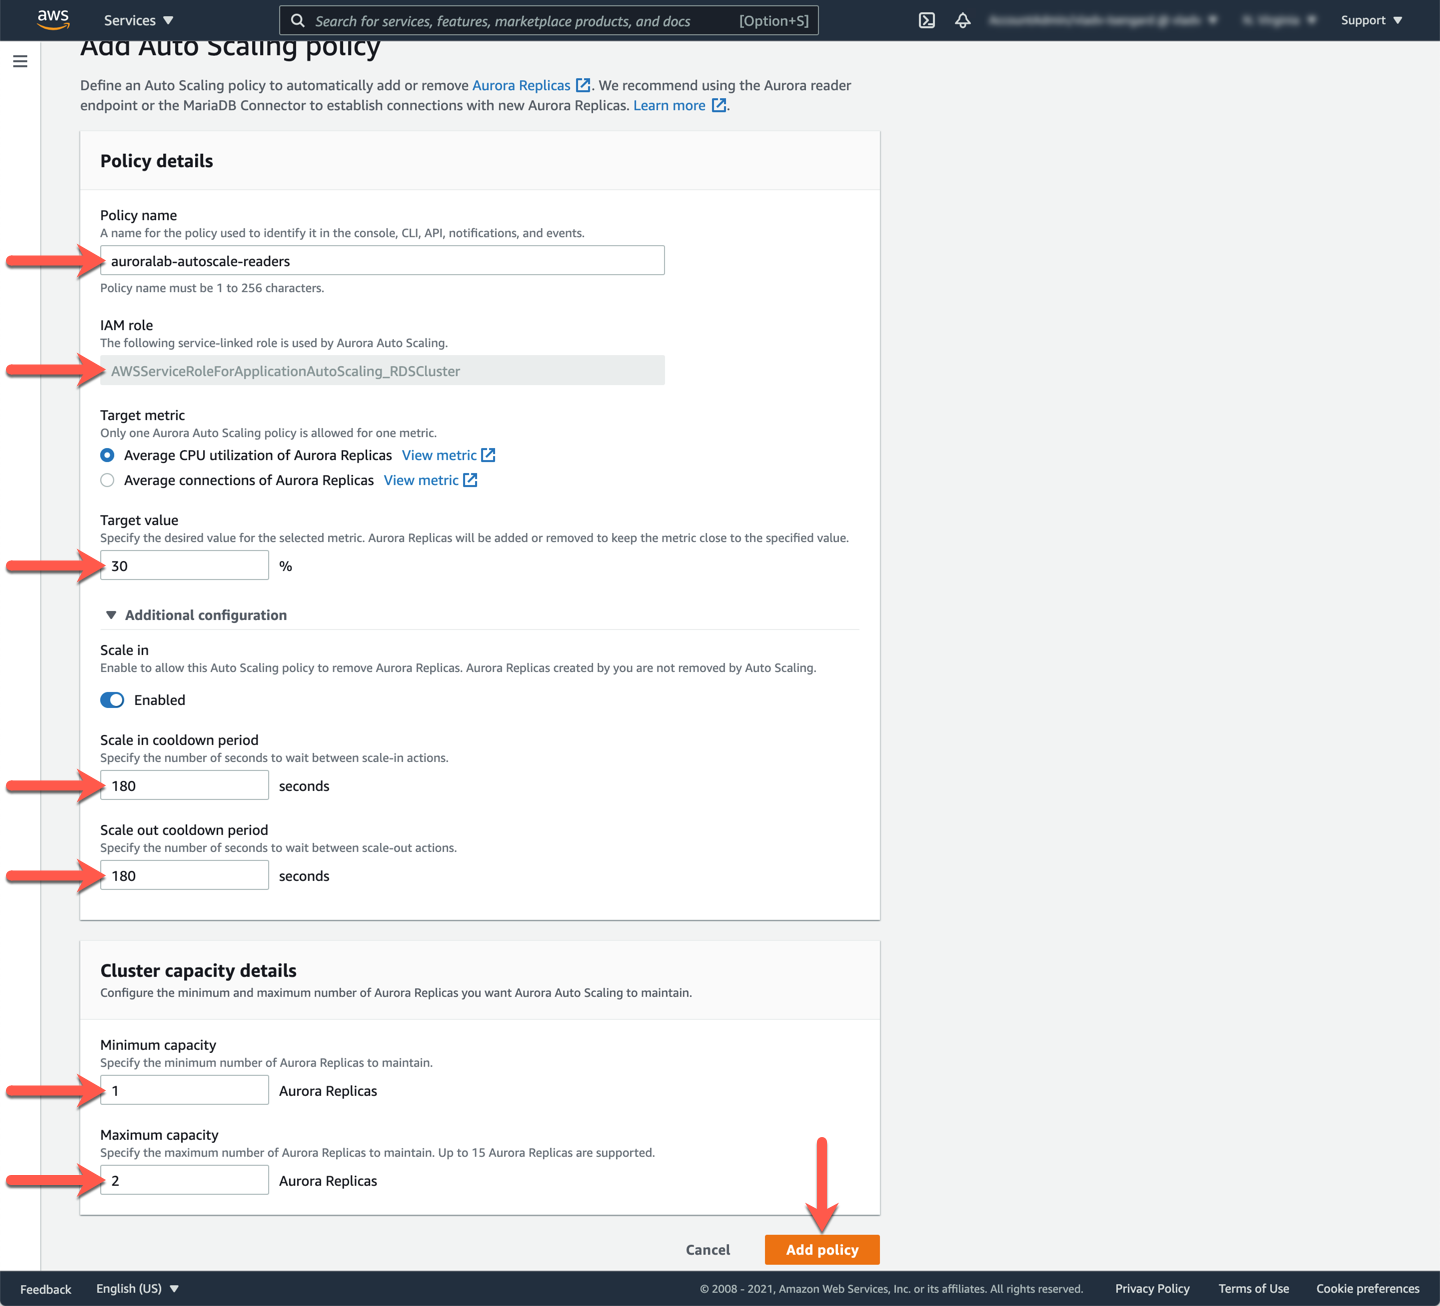 aws
Services
Search for services, features, marketplace products, and docs
[Option+S]
Support
Add Auto Scaling policy
Define an Auto Scaling policy to automatically add or remove Aurora Replicas. We recommend using the Aurora reader
endpoint or the MariaDB Connector to establish connections with new Aurora Replicas. Learn more.
Policy details
Policy name
A name for the policy used to identify it in the console, CLI, API, notifications, and events.
auroralab-autoscale-readers
Policy name must be 1 to 256 characters.
IAM role
The following service-linked role is used by Aurora Auto Scaling.
AWSServiceRoleForApplicationAutoScaling_RDSCluster
Target metric
Only one Aurora Auto Scaling policy is allowed for one metric.
Average CPU utilization of Aurora Replicas View metric
Average connections of Aurora Replicas View metric
Target value
Specify the desired value for the selected metric. Aurora Replicas will be added or removed to keep the metric close to the specified value.
30 %
Additional configuration
Scale in
Enable to allow this Auto Scaling policy to remove Aurora Replicas. Aurora Replicas created by you are not removed by Auto Scaling.
Enabled
Scale in cooldown period
Specify the number of seconds to wait between scale-in actions.
180 seconds
Scale out cooldown period
Specify the number of seconds to wait between scale-out actions.
180 seconds
Cluster capacity details
Configure the minimum and maximum number of Aurora Replicas you want Aurora Auto Scaling to maintain.
Minimum capacity
Specify the minimum number of Aurora Replicas to maintain.
1 Aurora Replicas
Maximum capacity
Specify the maximum number of Aurora Replicas to maintain. Up to 15 Aurora Replicas are supported.
2 Aurora Replicas
Cancel
Add policy
Feedback
English (US)
© 2008 - 2021, Amazon Web Services, Inc. or its affiliates. All rights reserved.
Privacy Policy
Terms of Use
Cookie preferences